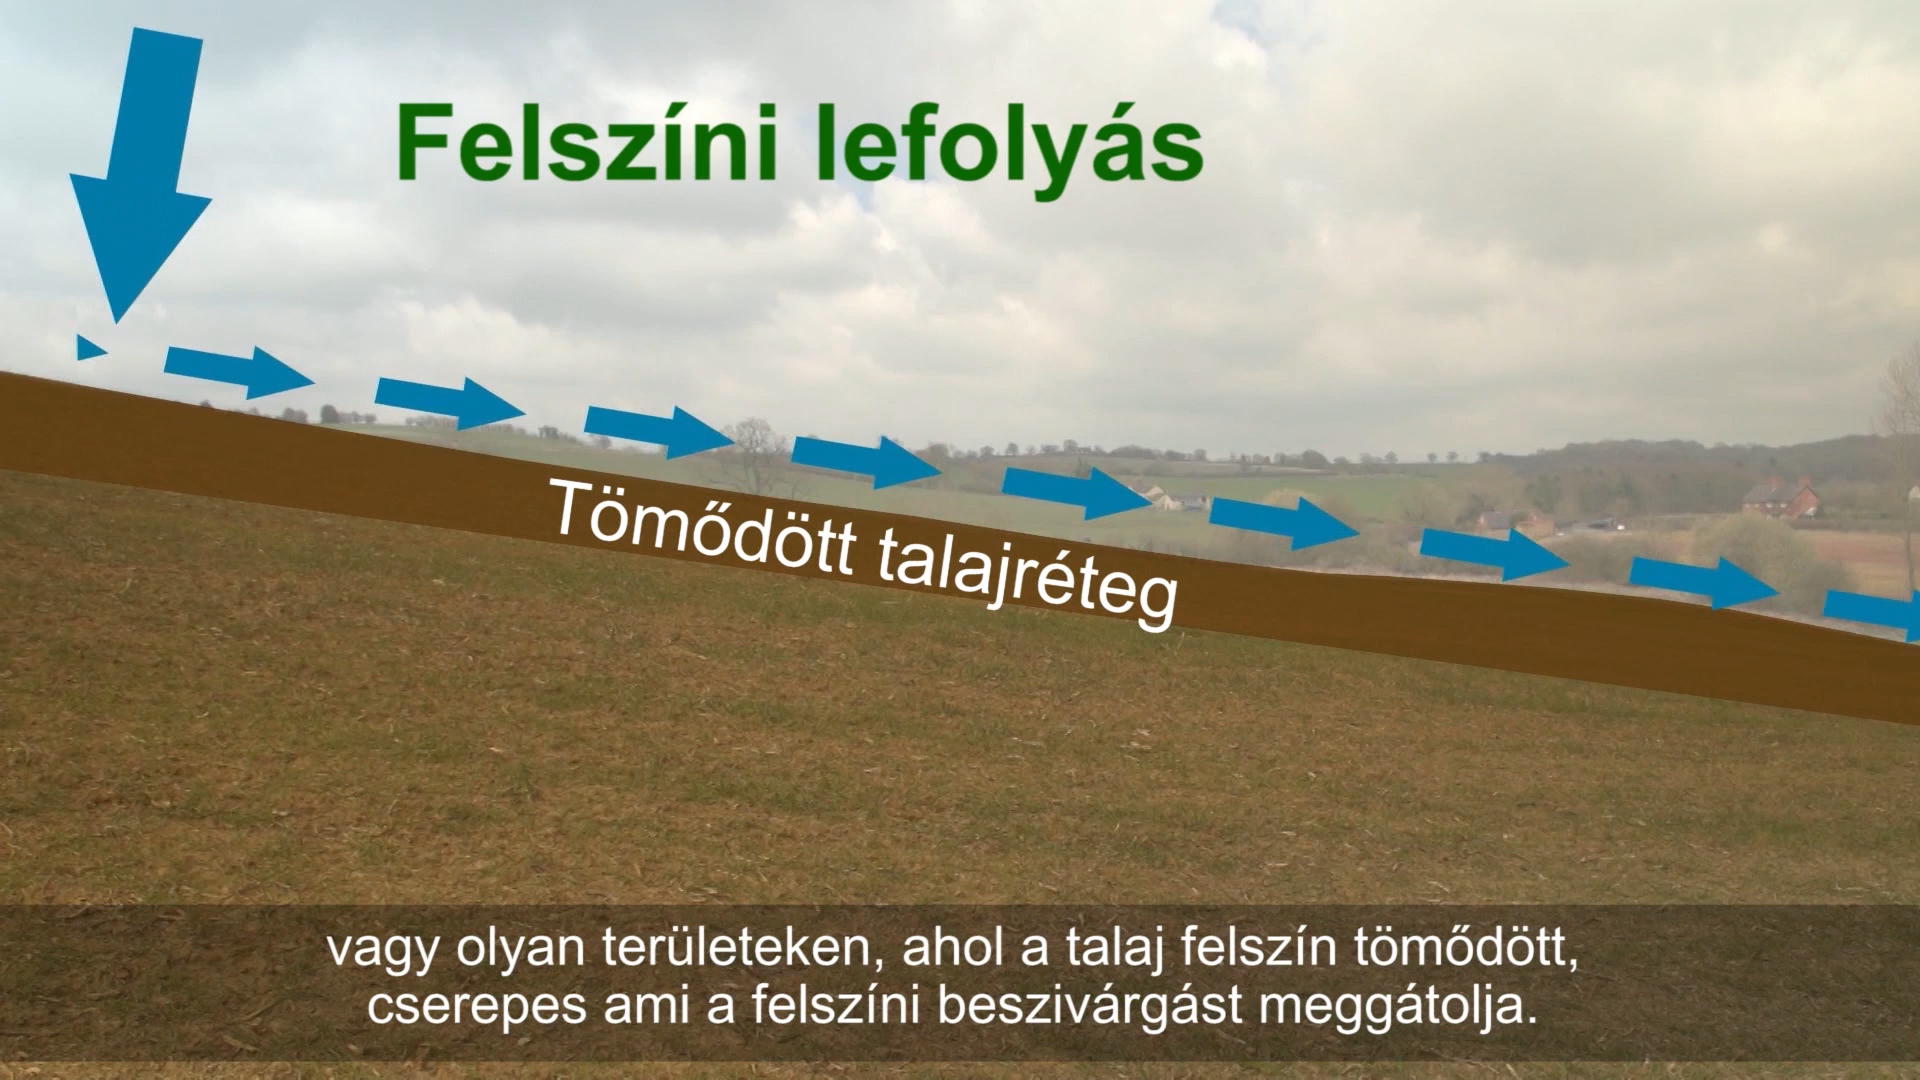 Felszíni lefolyás
Tömődött talajréteg
vagy olyan területeken, ahol a talaj felszín tömődött,
cserepes ami a felszíni beszivárgást meggátolja.